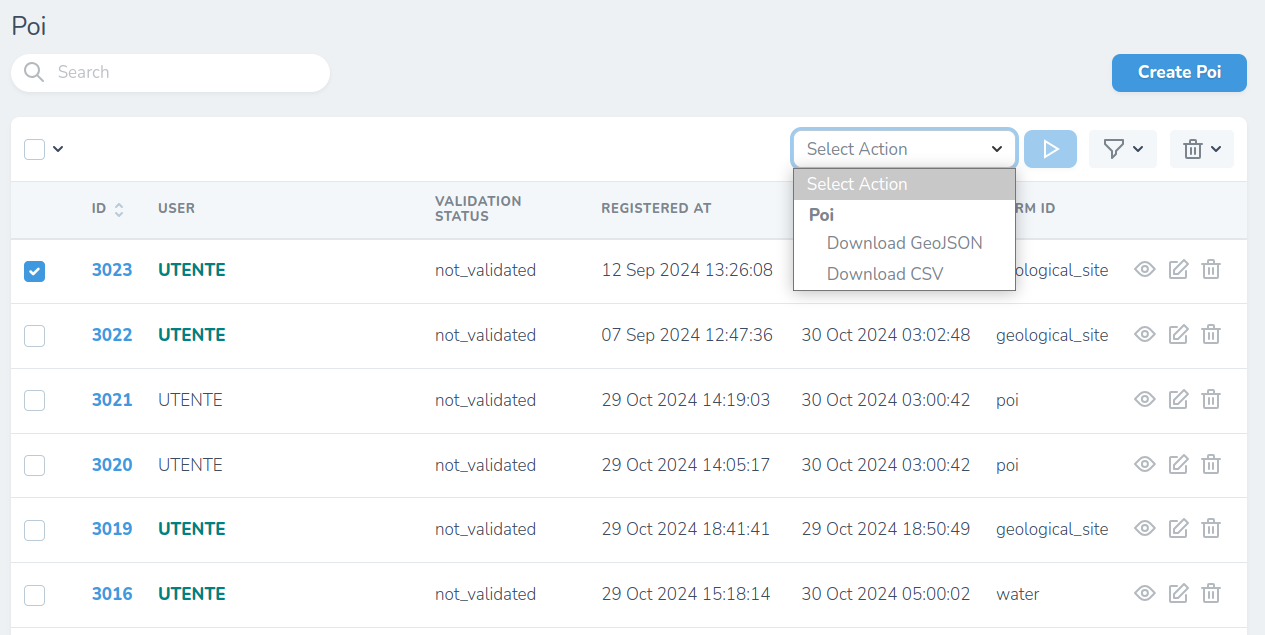 Poi
Search
Create Poi
Select Action
Select Action
Poi
Download GeoJSON
Download CSV
ID USER VALIDATION STATUS REGISTERED AT RM ID
3023 UTENTE not_validated 12 Sep 2024 13:26:08 ological_site
3022 UTENTE not_validated 07 Sep 2024 12:47:36 30 Oct 2024 03:02:48 geological_site
3021 UTENTE not_validated 29 Oct 2024 14:19:03 30 Oct 2024 03:00:42 poi
3020 UTENTE not_validated 29 Oct 2024 14:05:17 30 Oct 2024 03:00:42 poi
3019 UTENTE not_validated 29 Oct 2024 18:41:41 29 Oct 2024 18:50:49 geological_site
3016 UTENTE not_validated 29 Oct 2024 15:18:14 30 Oct 2024 05:00:02 water